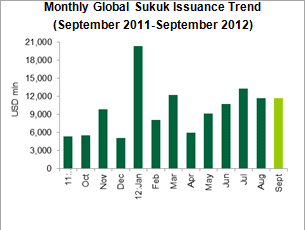 Monthly Global Sukuk Issuance Trend
(September 2011-September 2012)
USD mln
21,000
18,000
15,000
12,000
9,000
6,000
3,000
0
11...
Oct
Nov
Dec
12.Jan
Feb
Mar
Apr
May
Jun
Jul
Aug
Sept